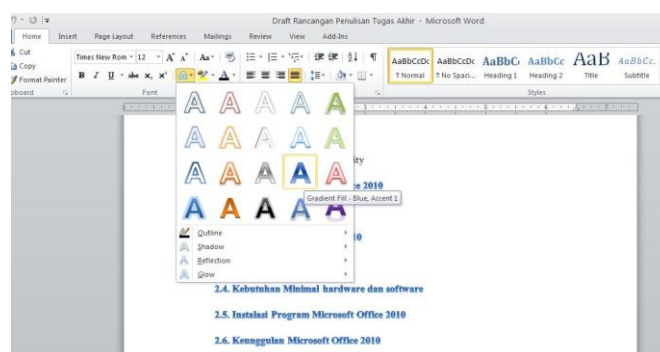 Draft Rancangan Penulisan Tugas Akhir - Microsoft Word
Home Insert Page Layout References Mailings Review View Add-Ins
Cut
Copy
Format Painter
Times New Rom 12 A A Aa
B I U abc x, x² A A
Font
AaBbCcDc AaBbCcDc AaBbC AaBbCc AaB AaBbCc.
¶ Normal ¶ No Spaci... Heading 1 Heading 2 Title Subtitle
Styles
A A A A A
A A A A A
A A A A A
A A A A A
Gradient Fill - Blue, Accent 1
Outline
Shadow
Reflection
Glow
2.4. Kebutuhan Minimal hardware dan software
2.5. Instalasi Program Microsoft Office 2010
2.6. Keunggulan Microsoft Office 2010